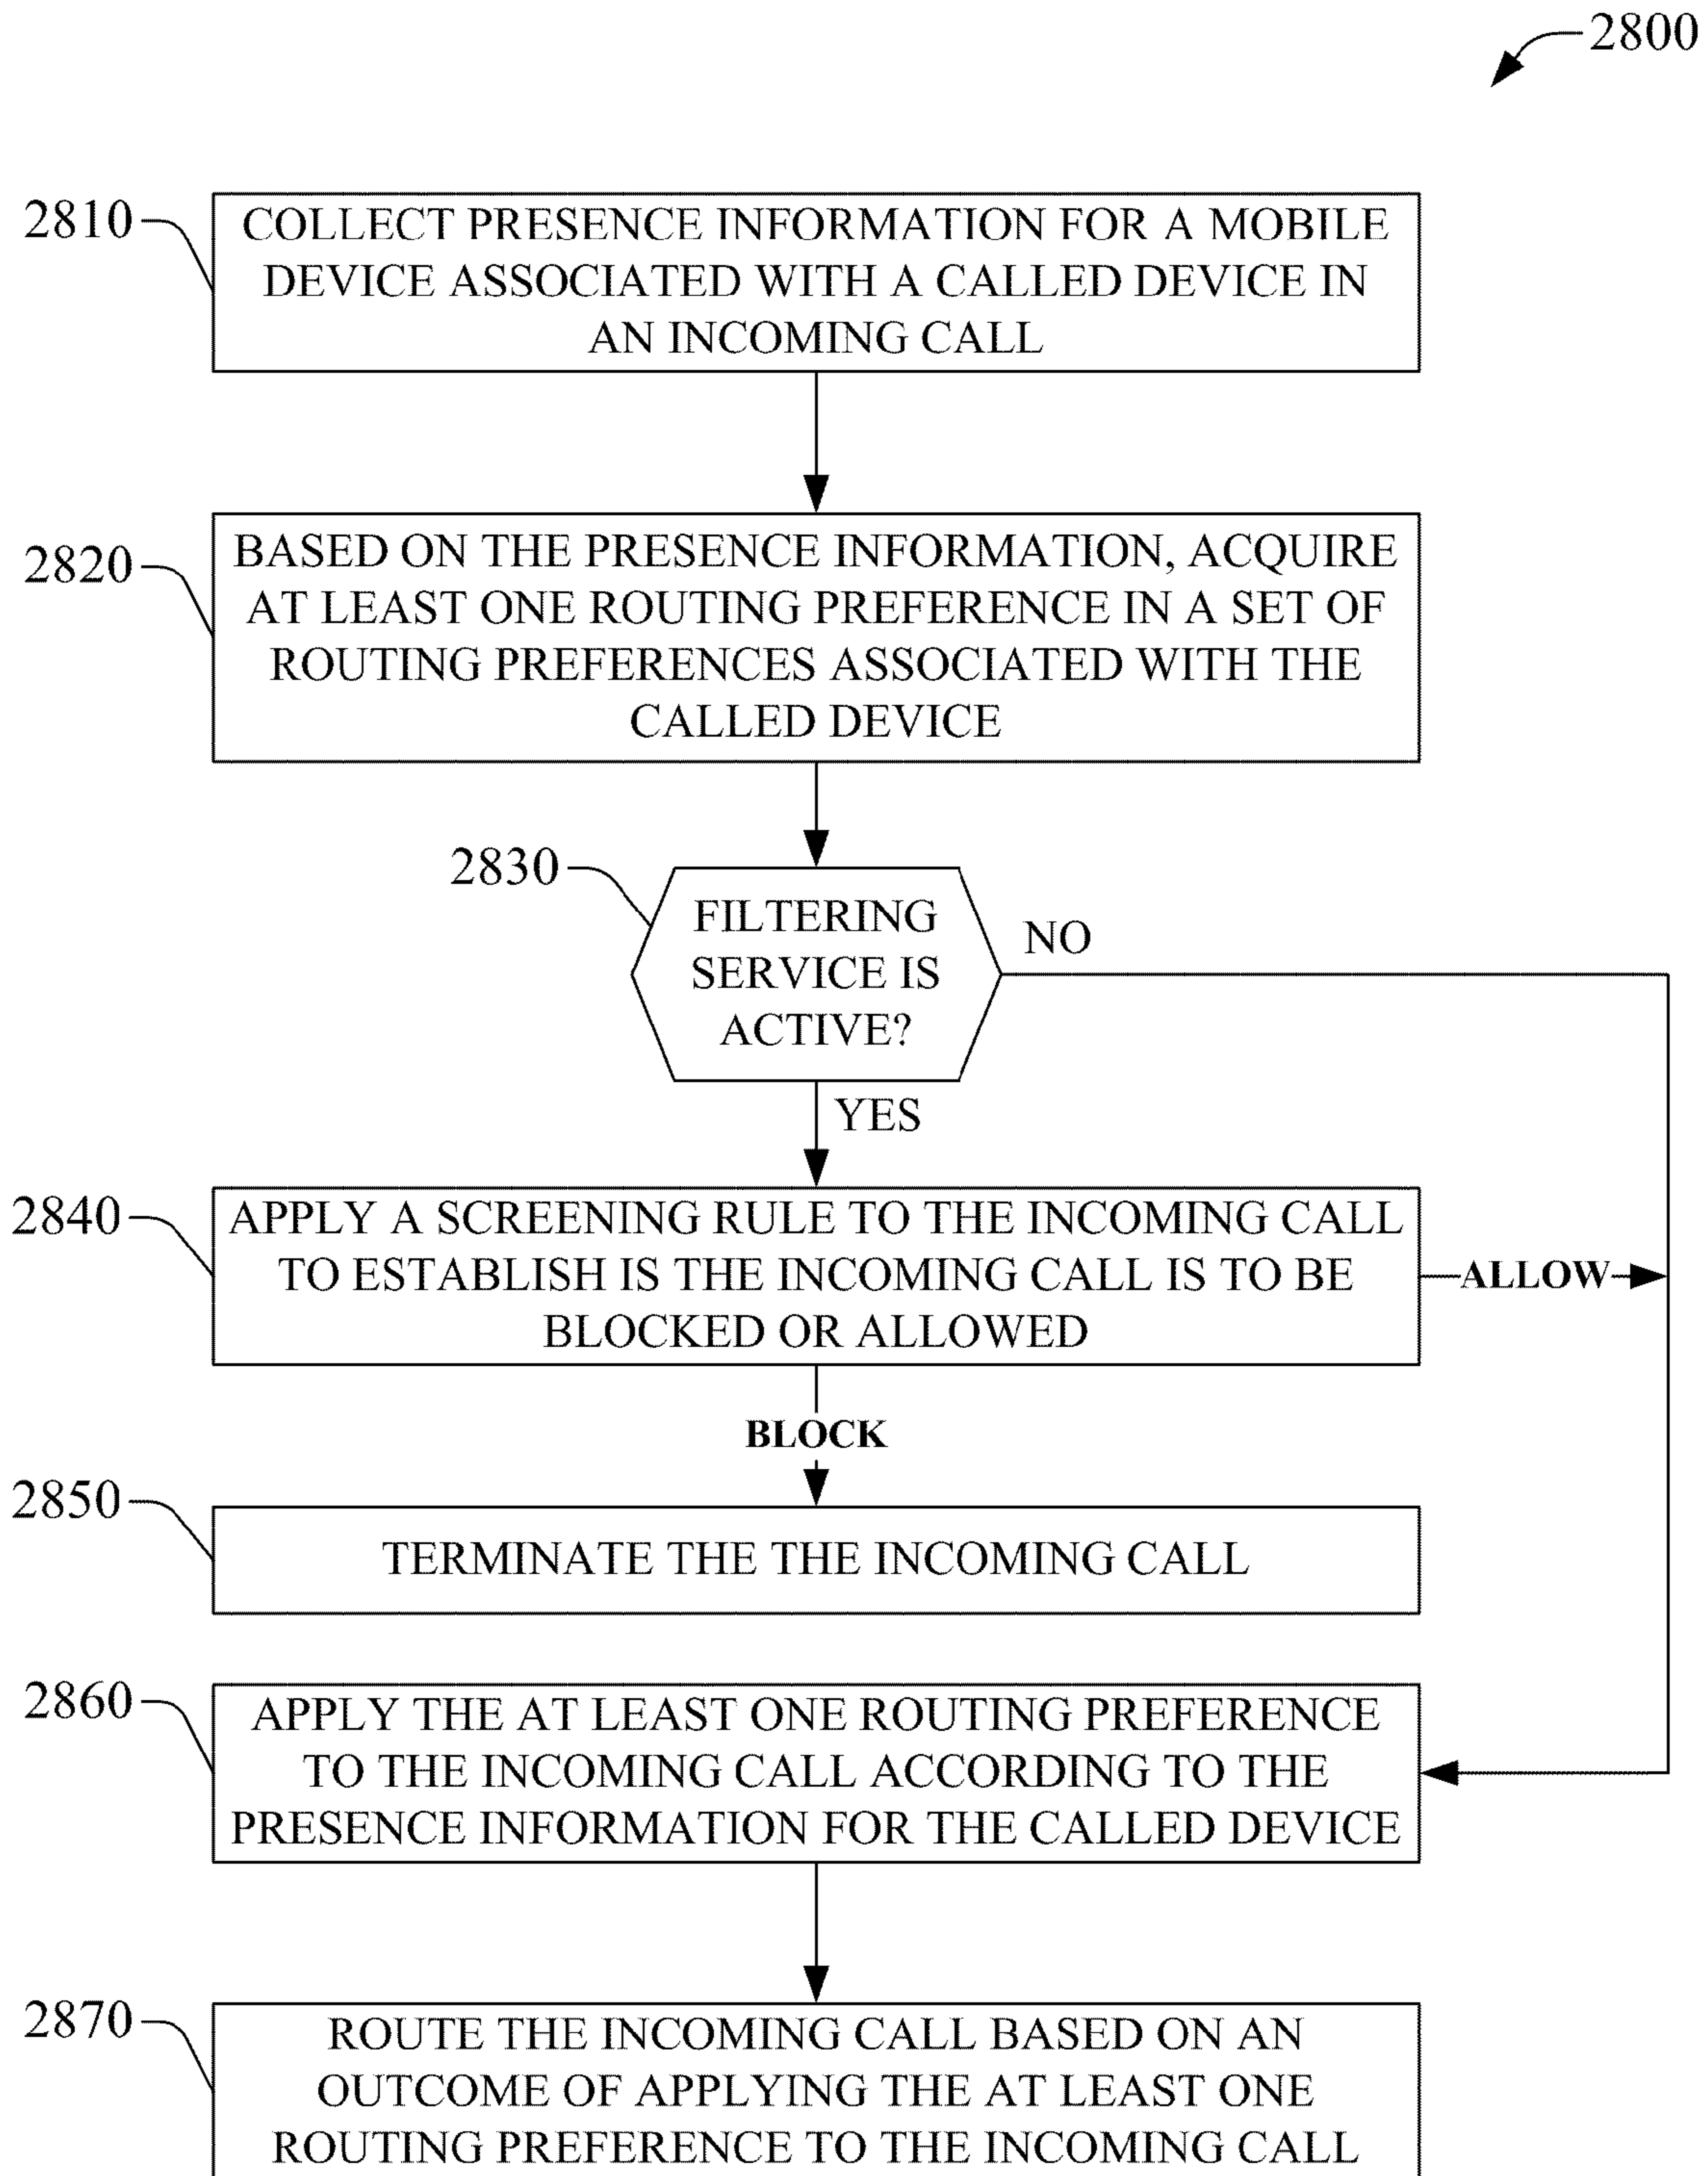 2800
2810
COLLECT PRESENCE INFORMATION FOR A MOBILE
DEVICE ASSOCIATED WITH A CALLED DEVICE IN
AN INCOMING CALL
2820
BASED ON THE PRESENCE INFORMATION, ACQUIRE
AT LEAST ONE ROUTING PREFERENCE IN A SET OF
ROUTING PREFERENCES ASSOCIATED WITH THE
CALLED DEVICE
2830
FILTERING
SERVICE IS
ACTIVE?
NO
YES
2840
APPLY A SCREENING RULE TO THE INCOMING CALL
TO ESTABLISH IS THE INCOMING CALL IS TO BE
BLOCKED OR ALLOWED
ALLOW
BLOCK
2850
TERMINATE THE THE INCOMING CALL
2860
APPLY THE AT LEAST ONE ROUTING PREFERENCE
TO THE INCOMING CALL ACCORDING TO THE
PRESENCE INFORMATION FOR THE CALLED DEVICE
2870
ROUTE THE INCOMING CALL BASED ON AN
OUTCOME OF APPLYING THE AT LEAST ONE
ROUTING PREFERENCE TO THE INCOMING CALL